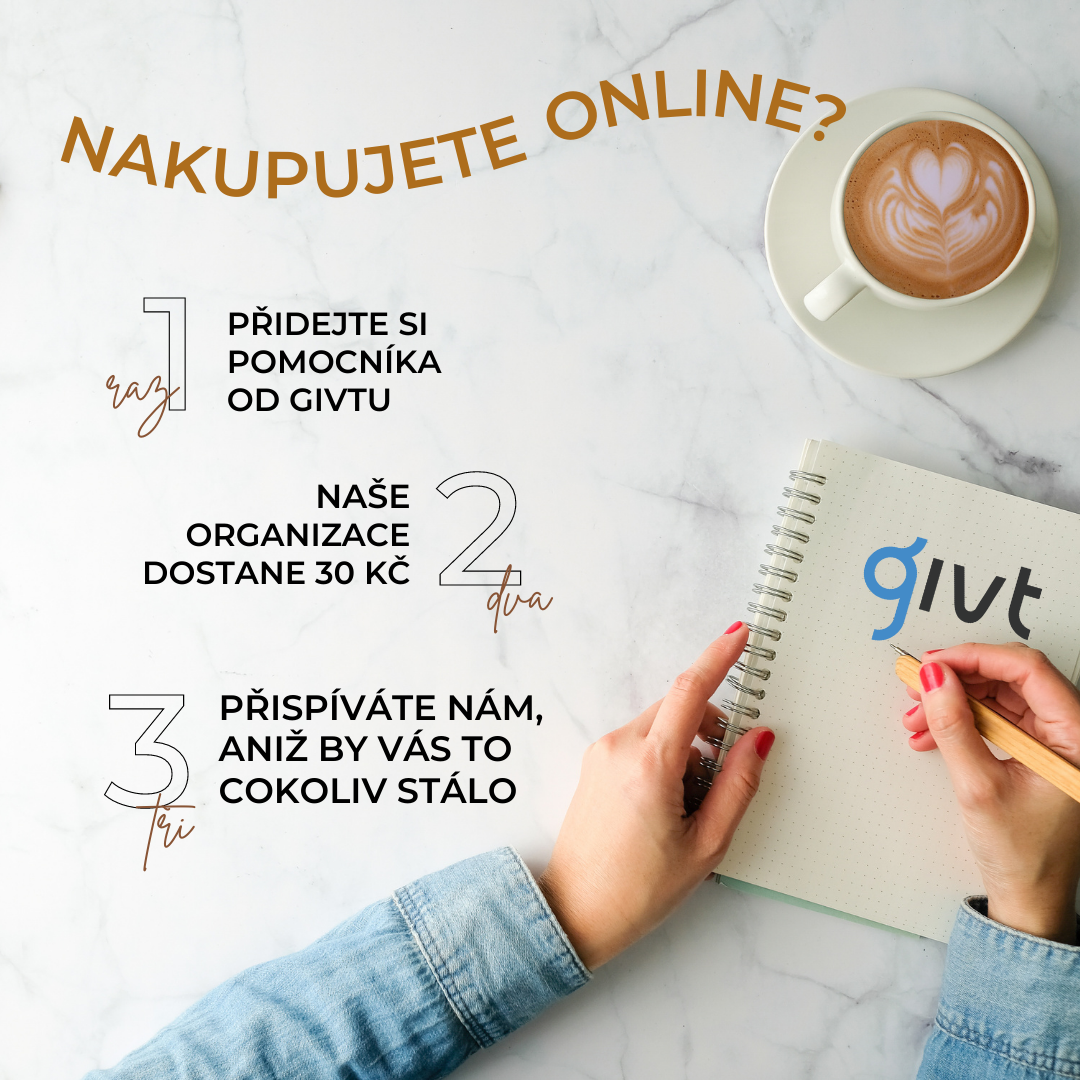 NAKUPUJETE ONLINE?
1
raz
PŘIDEJTE SI
POMOCNÍKA
OD GIVTU
NAŠE
ORGANIZACE
DOSTANE 30 KČ
2
dva
3
tři
PŘISPÍVÁTE NÁM,
ANIŽ BY VÁS TO
COKOLIV STÁLO
givt